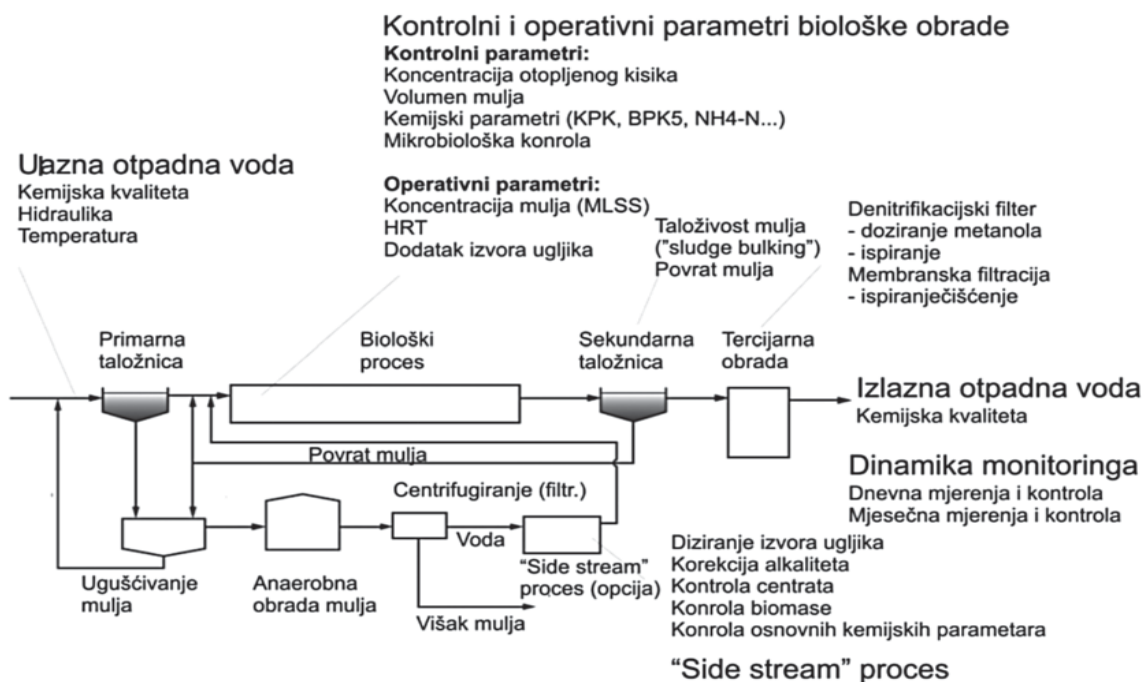 Kontrolni i operativni parametri biološke obrade
Kontrolni parametri:
Koncentracija otopljenog kisika
Volumen mulja
Kemijski parametri (KPK, BPK5, NH4-N...)
Mikrobiološka konrola
Ulazna otpadna voda
Kemijska kvaliteta
Hidraulika
Temperatura
Operativni parametri:
Koncentracija mulja (MLSS)
HRT
Dodatak izvora ugljika
Taloživost mulja
("sludge bulking")
Povrat mulja
Denitrifikacijski filter
- doziranje metanola
- ispiranje
Membranska filtracija
- ispiranječišćenje
Primarna
taložnica
Biološki
proces
Sekundarna
taložnica
Tercijarna
obrada
Izlazna otpadna voda
Kemijska kvaliteta
Povrat mulja
Dinamika monitoringa
Dnevna mjerenja i kontrola
Mjesečna mjerenja i kontrola
Centrifugiranje (filtr.)
Voda
Ugušćivanje
mulja
Anaerobna
obrada mulja
"Side stream"
proces (opcija)
Višak mulja
Diziranje izvora ugljika
Korekcija alkaliteta
Kontrola centrata
Konrola biomase
Konrola osnovnih kemijskih parametara
"Side stream" proces